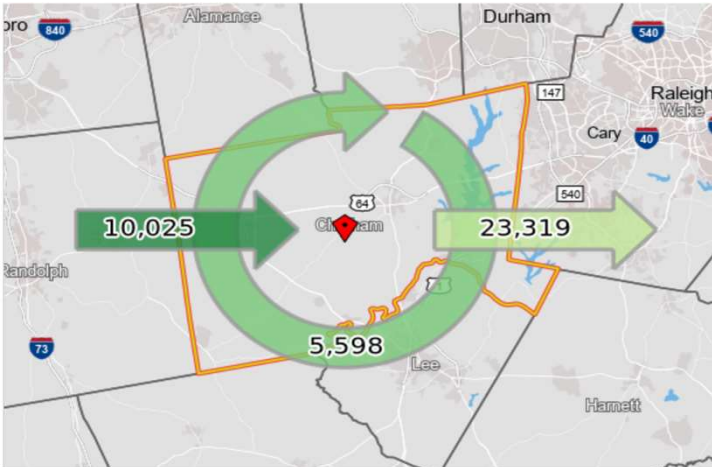 oro
840
Alamance
Durham
540
147
Raleigh
Wake
Cary
40
64
540
10,025
Chatham
23,319
Randolph
1
5,598
73
Lee
Harnett